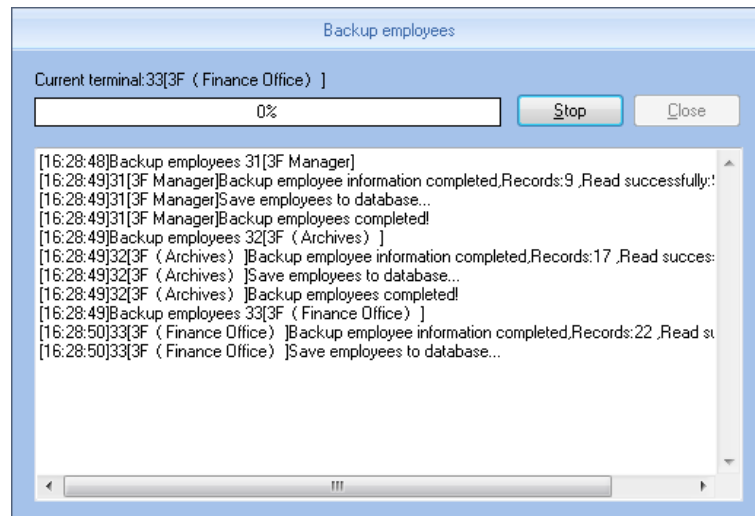 Backup employees
Current terminal:33[3F（Finance Office）]
0%
Stop
Close
[16:28:48]Backup employees 31[3F Manager]
[16:28:49]31[3F Manager]Backup employee information completed,Records:9 ,Read successfully:
[16:28:49]31[3F Manager]Save employees to database...
[16:28:49]31[3F Manager]Backup employees completed!
[16:28:49]Backup employees 32[3F（Archives）]
[16:28:49]32[3F（Archives）]Backup employee information completed,Records:17 ,Read succes
[16:28:49]32[3F（Archives）]Save employees to database...
[16:28:49]32[3F（Archives）]Backup employees completed!
[16:28:49]Backup employees 33[3F（Finance Office）]
[16:28:50]33[3F（Finance Office）]Backup employee information completed,Records:22 ,Read su
[16:28:50]33[3F（Finance Office）]Save employees to database...